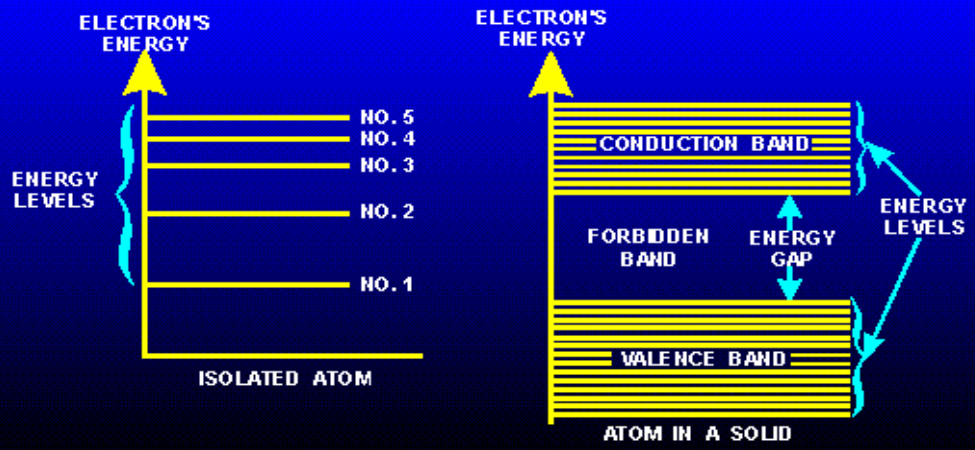 ELECTRON'S
ENERGY
NO. 5
NO. 4
NO. 3
NO. 2
NO. 1
ENERGY
LEVELS
ISOLATED ATOM
ELECTRON'S
ENERGY
CONDUCTION BAND
FORBIDDEN
BAND
ENERGY
GAP
ENERGY
LEVELS
VALENCE BAND
ATOM IN A SOLID